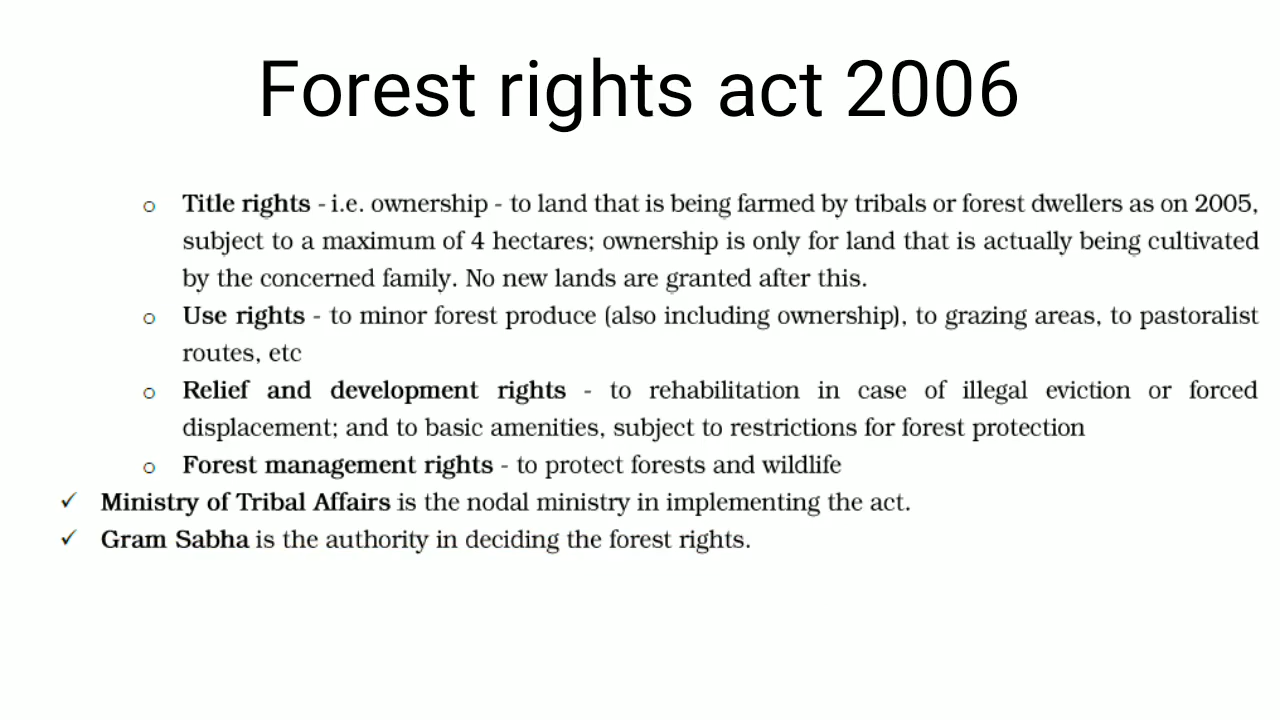 Forest rights act 2006
o Title rights - i.e. ownership - to land that is being farmed by tribals or forest dwellers as on 2005,
subject to a maximum of 4 hectares; ownership is only for land that is actually being cultivated
by the concerned family. No new lands are granted after this.
o Use rights - to minor forest produce (also including ownership), to grazing areas, to pastoralist
routes, etc
o Relief and development rights - to rehabilitation in case of illegal eviction or forced
displacement; and to basic amenities, subject to restrictions for forest protection
o Forest management rights - to protect forests and wildlife
✓ Ministry of Tribal Affairs is the nodal ministry in implementing the act.
✓ Gram Sabha is the authority in deciding the forest rights.